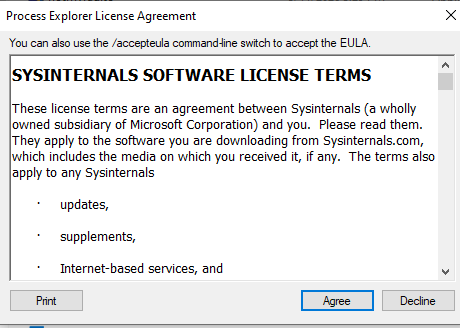 Process Explorer License Agreement
You can also use the /accepteula command-line switch to accept the EULA.
SYSINTERNALS SOFTWARE LICENSE TERMS
These license terms are an agreement between Sysinternals (a wholly
owned subsidiary of Microsoft Corporation) and you.  Please read them.
They apply to the software you are downloading from Sysinternals.com,
which includes the media on which you received it, if any.  The terms also
apply to any Sysinternals
· updates,
· supplements,
· Internet-based services, and
Print Agree Decline